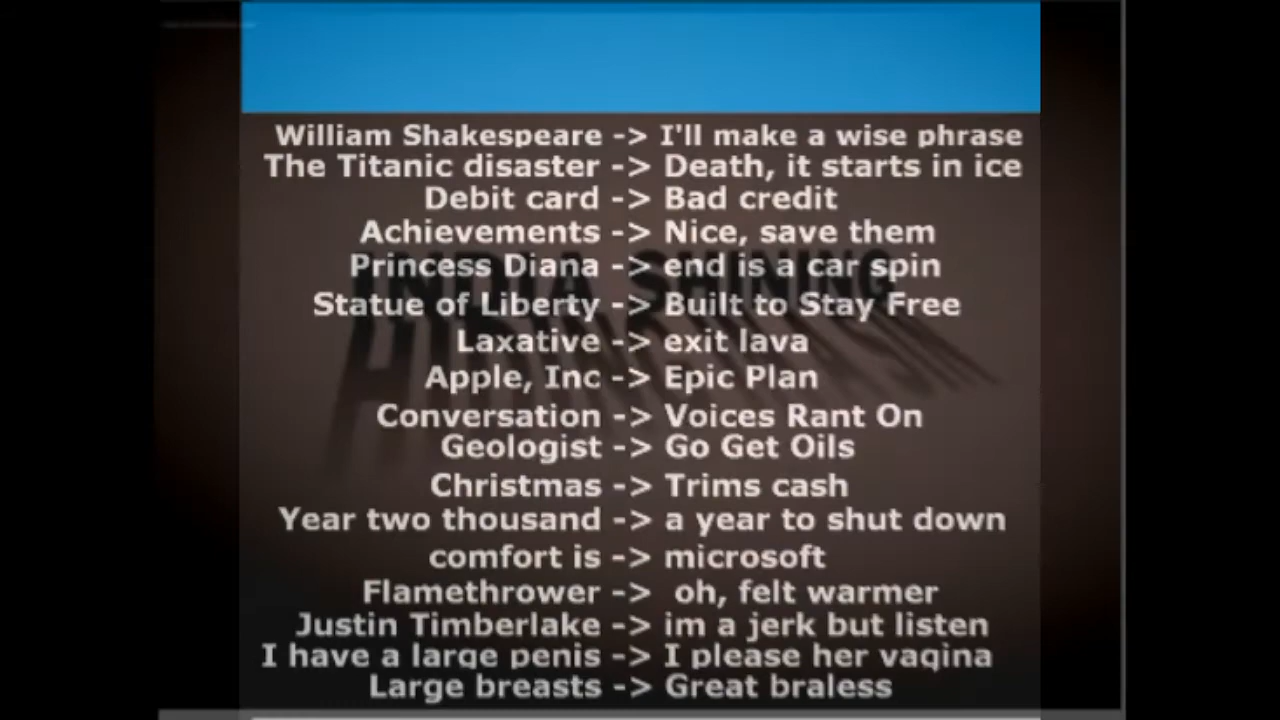 William Shakespeare -> I'll make a wise phrase
The Titanic disaster -> Death, it starts in ice
Debit card -> Bad credit
Achievements -> Nice, save them
Princess Diana -> end is a car spin
INDIA SHINING
Statue of Liberty -> Built to Stay Free
Laxative -> exit lava
Apple, Inc -> Epic Plan
Conversation -> Voices Rant On
Geologist -> Go Get Oils
Christmas -> Trims cash
Year two thousand -> a year to shut down
comfort is -> microsoft
Flamethrower -> oh, felt warmer
Justin Timberlake -> im a jerk but listen
I have a large penis -> I please her vagina
Large breasts -> Great braless